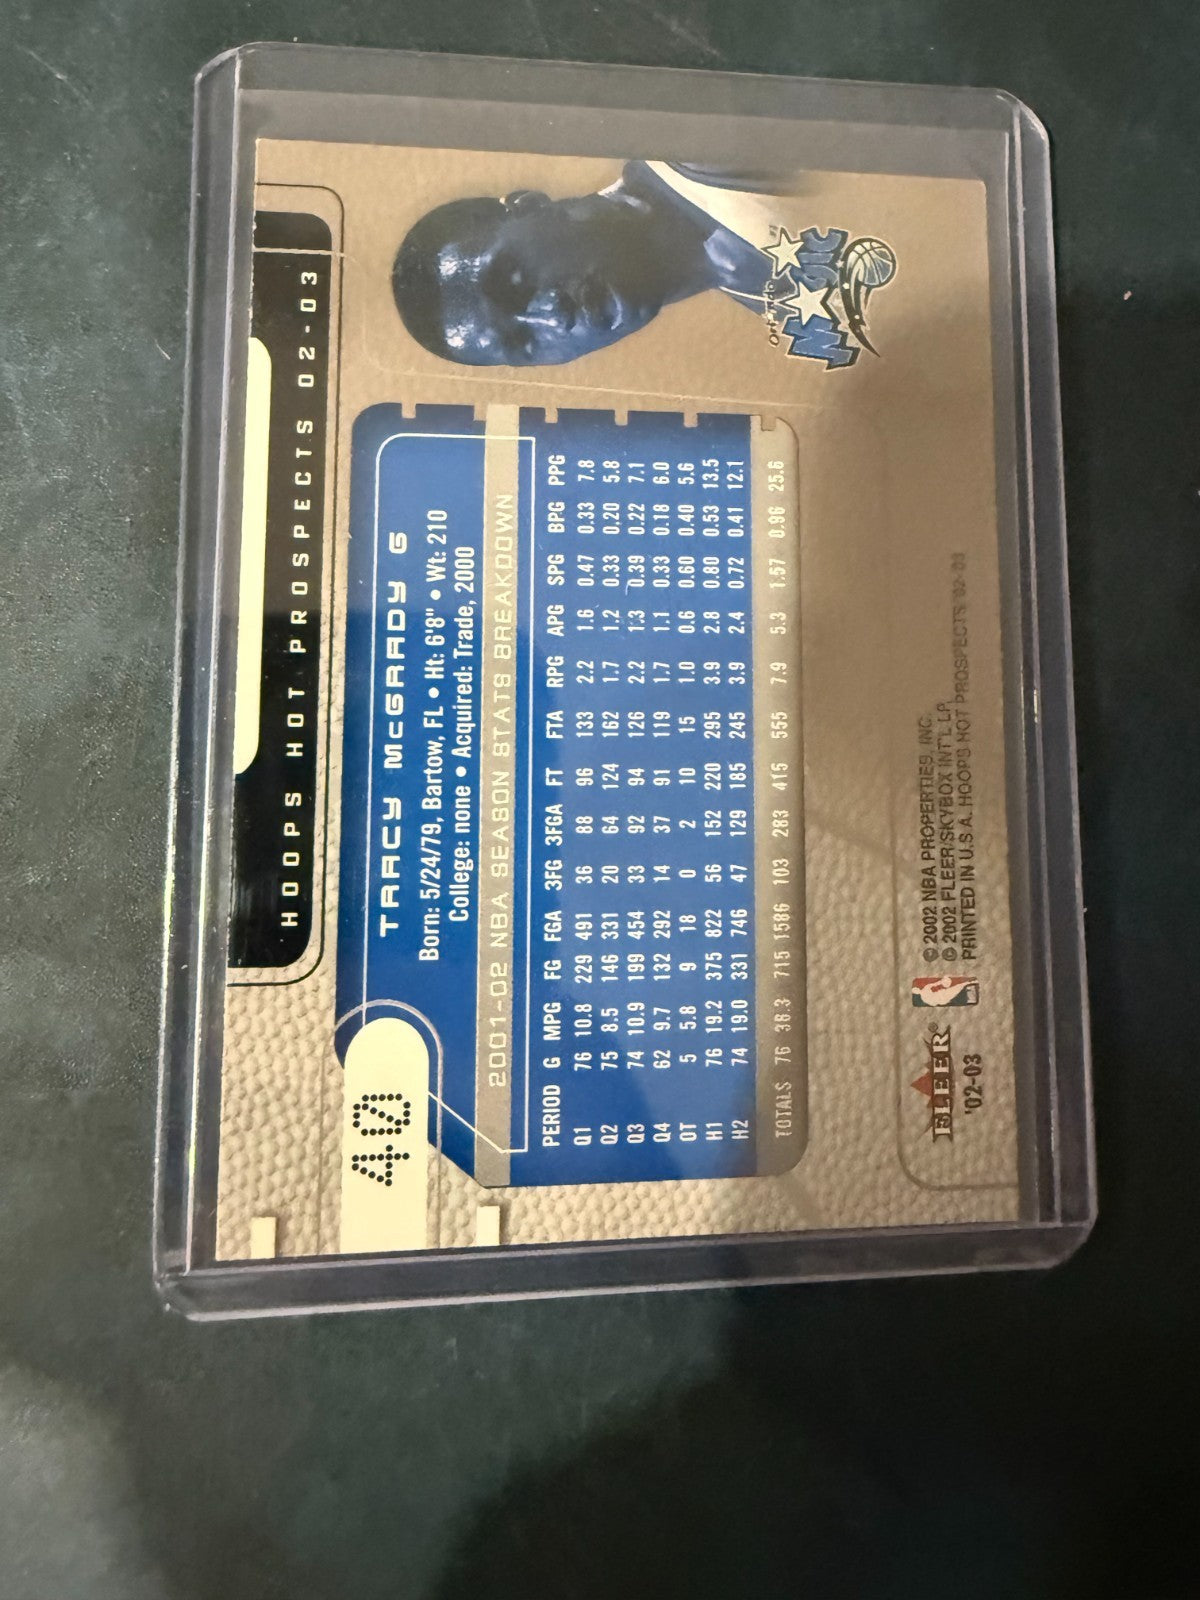 HOOPS HOT PROSPECTS 02-03
40
TRACY McGRADY G
Born: 5/24/79, Bartow, FL • Ht: 6'8" • Wt: 210
College: none • Acquired: Trade, 2000
2001-02 NBA SEASON STATS BREAKDOWN
PERIOD G MPG FG FGA 3FG 3FGA FT FTA RPG APG SPG BPG PPG
Q1 76 10.8 229 491 36 88 96 133 2.2 1.6 0.47 0.33 7.8
Q2 75 8.5 146 331 20 64 124 162 1.7 1.2 0.33 0.20 5.8
Q3 74 10.9 199 454 33 92 94 126 2.2 1.3 0.39 0.22 7.1
Q4 62 9.7 132 292 14 37 91 119 1.7 1.1 0.33 0.18 6.0
OT 5 5.8 9 18 0 2 10 15 1.0 0.6 0.60 0.40 5.6
H1 76 19.2 375 822 56 152 220 295 3.9 2.8 0.80 0.53 13.5
H2 74 19.0 331 746 47 129 185 245 3.9 2.4 0.72 0.41 12.1
TOTALS 76 38.3 715 1586 103 283 415 555 7.9 5.3 1.57 0.96 25.6
Orlando
MAGIC
FLEER®
'02-03
NBA
© 2002 NBA PROPERTIES, INC.
© 2002 FLEER/SKYBOX INT'L LP
PRINTED IN U.S.A. HOOPS HOT PROSPECTS '02-03